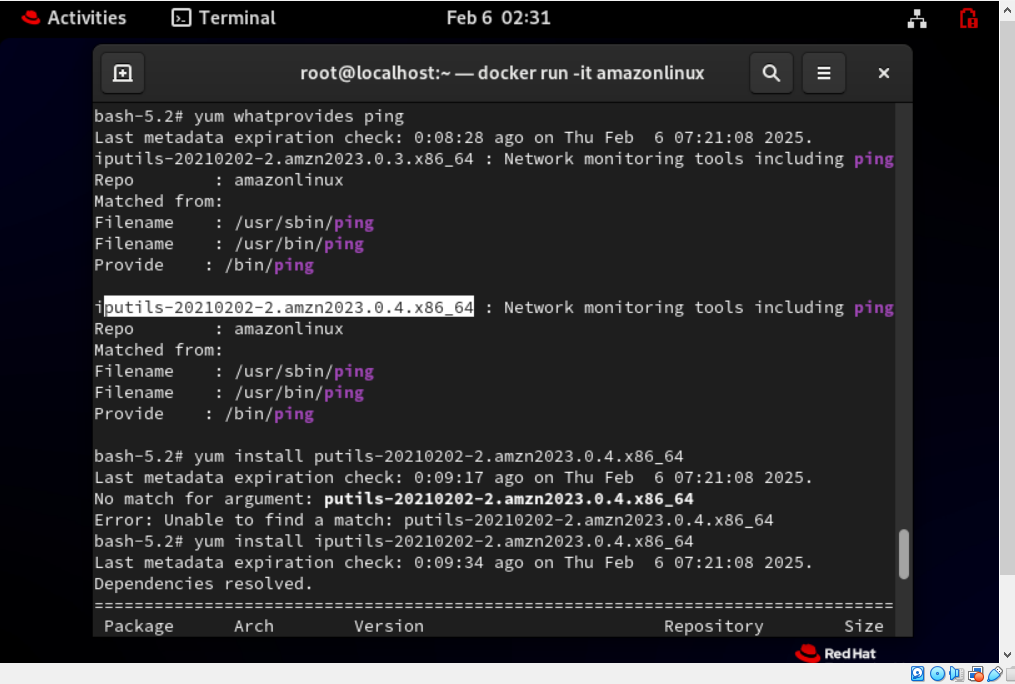 Activities Terminal Feb 6 02:31
root@localhost:~ — docker run -it amazonlinux
bash-5.2# yum whatprovides ping
Last metadata expiration check: 0:08:28 ago on Thu Feb  6 07:21:08 2025.
iputils-20210202-2.amzn2023.0.3.x86_64 : Network monitoring tools including ping
Repo        : amazonlinux
Matched from:
Filename    : /usr/sbin/ping
Filename    : /usr/bin/ping
Provide    : /bin/ping
iputils-20210202-2.amzn2023.0.4.x86_64 : Network monitoring tools including ping
Repo        : amazonlinux
Matched from:
Filename    : /usr/sbin/ping
Filename    : /usr/bin/ping
Provide    : /bin/ping
bash-5.2# yum install putils-20210202-2.amzn2023.0.4.x86_64
Last metadata expiration check: 0:09:17 ago on Thu Feb  6 07:21:08 2025.
No match for argument: putils-20210202-2.amzn2023.0.4.x86_64
Error: Unable to find a match: putils-20210202-2.amzn2023.0.4.x86_64
bash-5.2# yum install iputils-20210202-2.amzn2023.0.4.x86_64
Last metadata expiration check: 0:09:34 ago on Thu Feb  6 07:21:08 2025.
Dependencies resolved.
================================================================================
Package      Arch        Version                        Repository        Size
Red Hat